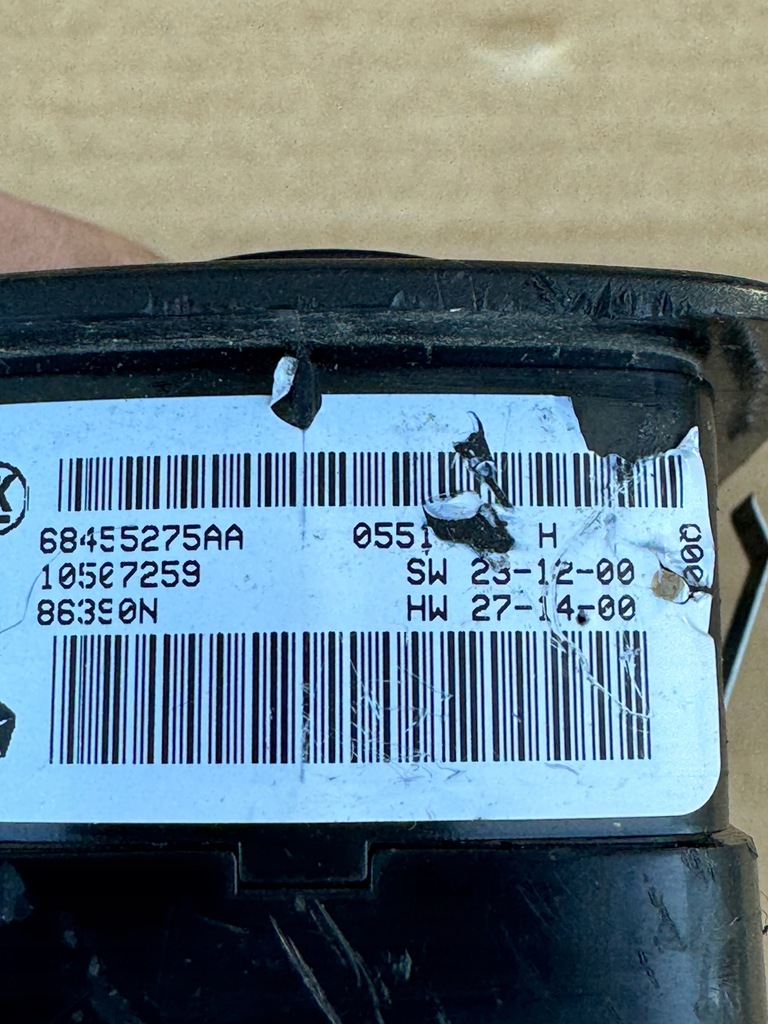 68455275AA 0551 H
10507259 SW 23-12-00
86390N HW 27-14-00